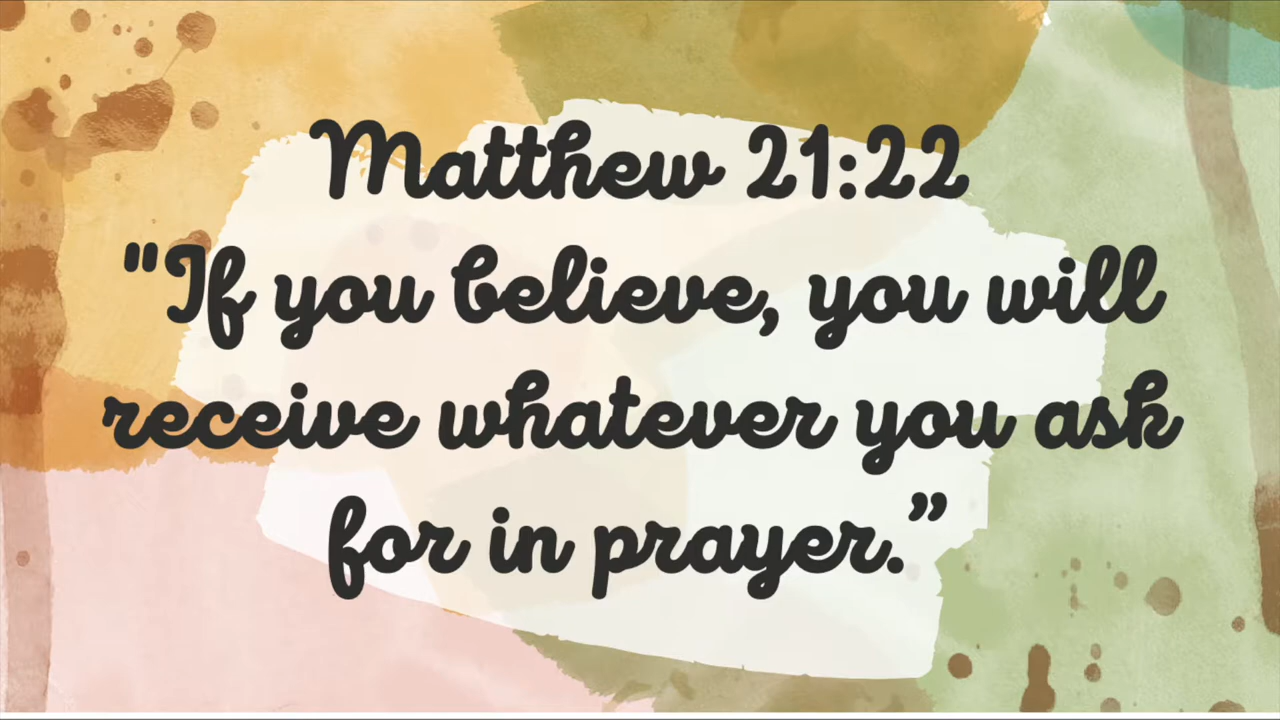 Matthew 21:22
"If you believe, you will
receive whatever you ask
for in prayer.”